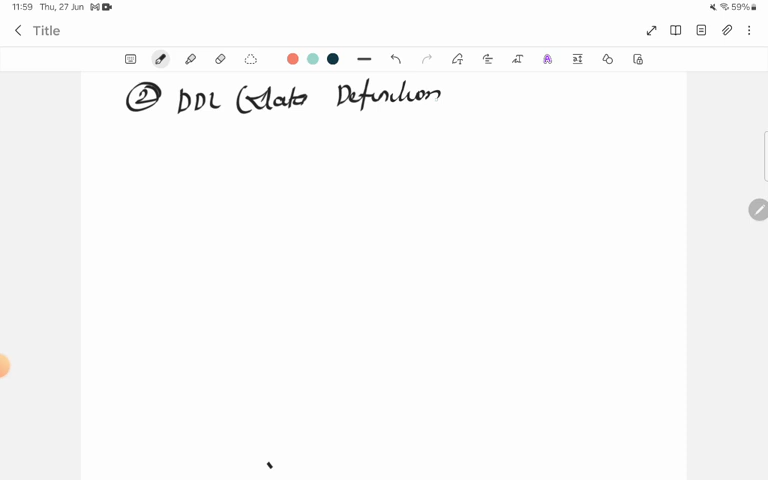 11:59 Thu, 27 Jun 59%
Title
② DDL (Data Definition